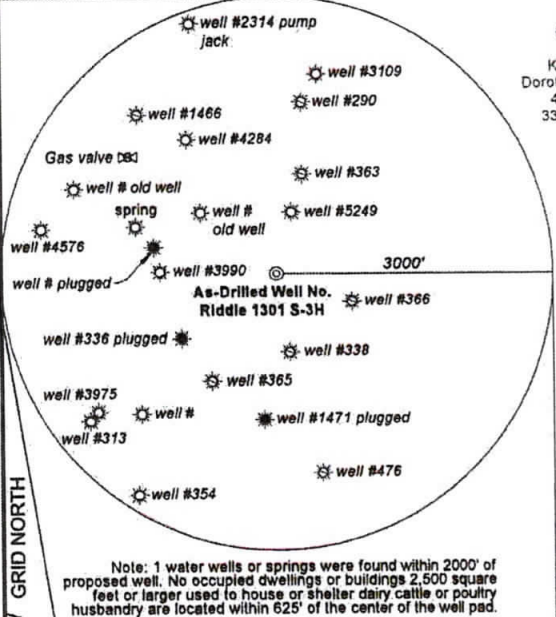 well #2314 pump
jack
well #3109
K
Dorot
4
33
well #290
well #1466
well #4284
Gas valve
well #363
well # old well
spring
well #
old well
well #5249
well #4576
well # plugged
well #3990
3000'
As-Drilled Well No.
Riddle 1301 S-3H
well #366
well #336 plugged
well #338
well #365
well #3975
well #
well #1471 plugged
well #313
well #476
well #354
GRID NORTH
Note: 1 water wells or springs were found within 2000' of
proposed well. No occupied dwellings or buildings 2,500 square
feet or larger used to house or shelter dairy cattle or poultry
husbandry are located within 625' of the center of the well pad.